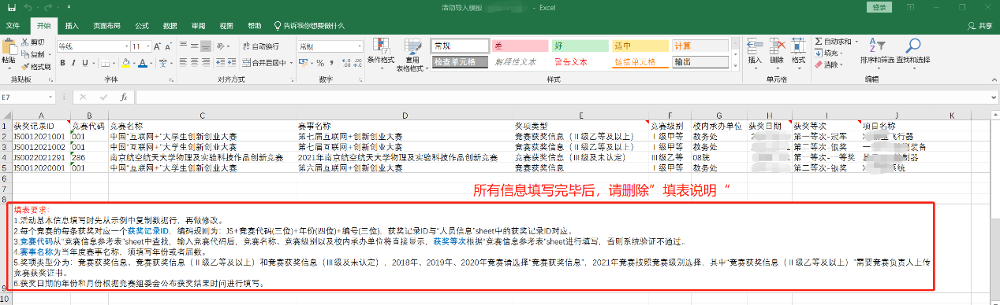 活动导入模板 - Excel
登录
文件 开始 插入 页面布局 公式 数据 审阅 视图 帮助 告诉我你想要做什么 共享
粘贴 剪切 复制 格式刷 剪贴板
等线 11 B I U 字体
自动换行 合并后居中 对齐方式
常规 数字
条件格式 套用表格格式
常规 差 好 适中 计算
检查单元格 解释性文本 警告文本 链接单元格 输出
样式
插入 删除 格式 单元格
自动求和 填充 清除 排序和筛选 查找和选择 编辑
E7 fx
A B C D E F G H I J K
1 获奖记录ID 竞赛代码 竞赛名称 赛事名称 奖项类型 竞赛级别 校内承办单位 获奖日期 获奖等次 项目名称
2 JS0012021001 001 中国“互联网+”大学生创新创业大赛 第七届互联网+创新创业大赛 竞赛获奖信息（Ⅱ级乙等及以上） Ⅰ级甲等 教务处 第一等次-冠军 飞行器
3 JS0012021002 001 中国“互联网+”大学生创新创业大赛 第七届互联网+创新创业大赛 竞赛获奖信息（Ⅱ级乙等及以上） Ⅰ级甲等 教务处 第二等次-银奖 装备
4 JS0022021291 286 南京航空航天大学物理及实验科技作品创新竞赛 2021年南京航空航天大学物理及实验科技作品创新竞赛 竞赛获奖信息（Ⅲ级及未认定） Ⅲ级乙等 08院 第一等次-一等奖 制器
5 JS0012020001 001 中国“互联网+”大学生创新创业大赛 第六届互联网+创新创业大赛 竞赛获奖信息 Ⅰ级甲等 教务处 第二等次-银奖 系统
6
7
所有信息填写完毕后，请删除”填表说明“
8
填表要求：
1.活动基本信息填写时先从示例中复制数据行，再做修改。
2.每个竞赛的每条获奖对应一个获奖记录ID，编码规则为：JS+竞赛代码(三位)+年份(四位)+编号(三位)，获奖记录ID与“人员信息”sheet中的获奖记录ID对应。
3.竞赛代码从“竞赛信息参考表”sheet中查找，输入竞赛代码后，竞赛名称、竞赛级别以及校内承办单位将直接显示，获奖等次根据“竞赛信息参考表”sheet进行填写，否则系统验证不通过。
4.赛事名称为当年度赛事名称，须填写年份或者届数。
5.奖项类型分为：竞赛获奖信息、竞赛获奖信息（Ⅱ级乙等及以上）和竞赛获奖信息（Ⅲ级及未认定），2018年、2019年、2020年竞赛请选择“竞赛获奖信息”，2021年竞赛按照竞赛级别选择，其中“竞赛获奖信息（Ⅱ级乙等及以上）”需要竞赛负责人上传
竞赛获奖证书。
6.获奖日期的年份和月份根据竞赛组委会公布获奖结果时间进行填写。
9
10